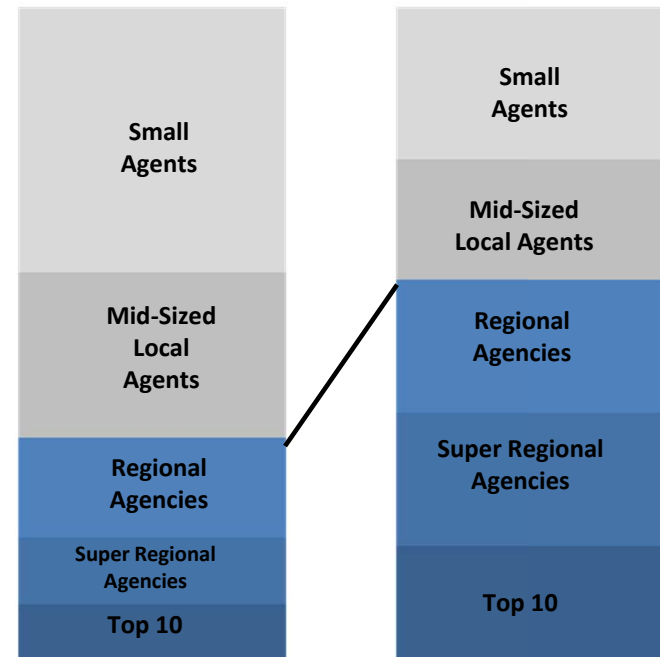 Small
Agents
Mid-Sized
Local
Agents
Regional
Agencies
Super Regional
Agencies
Top 10
Small
Agents
Mid-Sized
Local Agents
Regional
Agencies
Super Regional
Agencies
Top 10